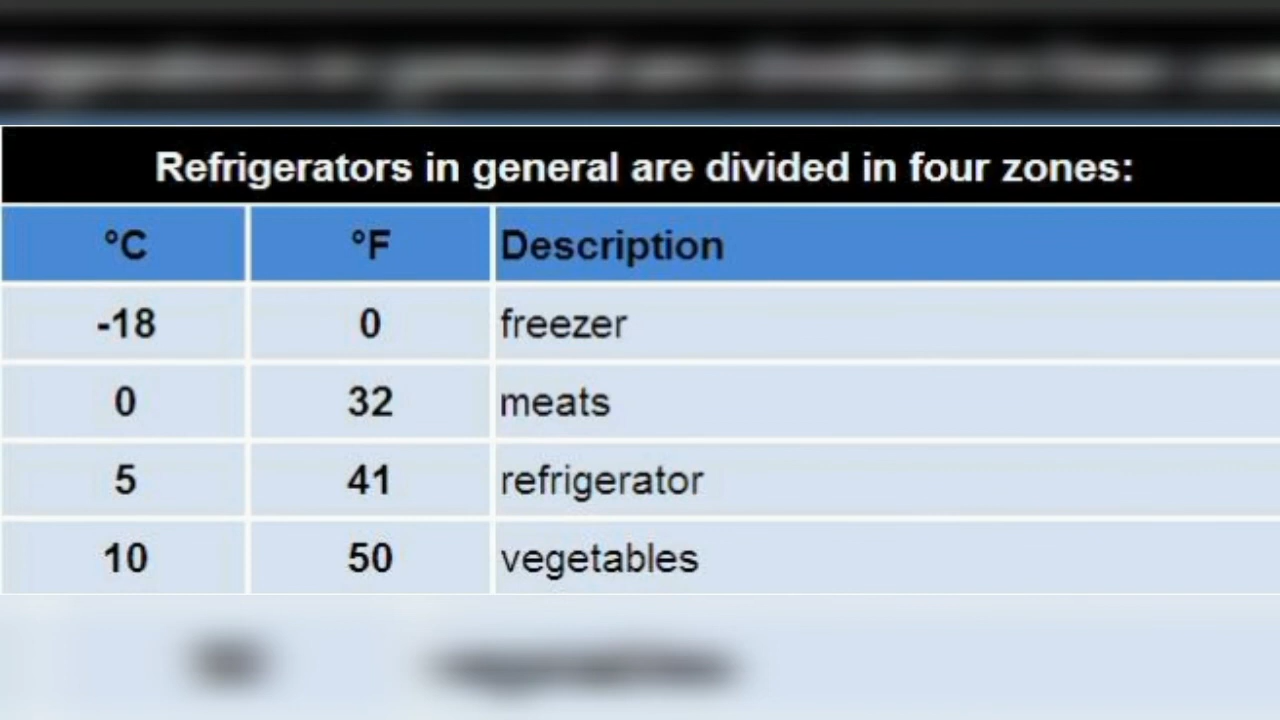 Refrigerators in general are divided in four zones:
°C °F Description
-18 0 freezer
0 32 meats
5 41 refrigerator
10 50 vegetables